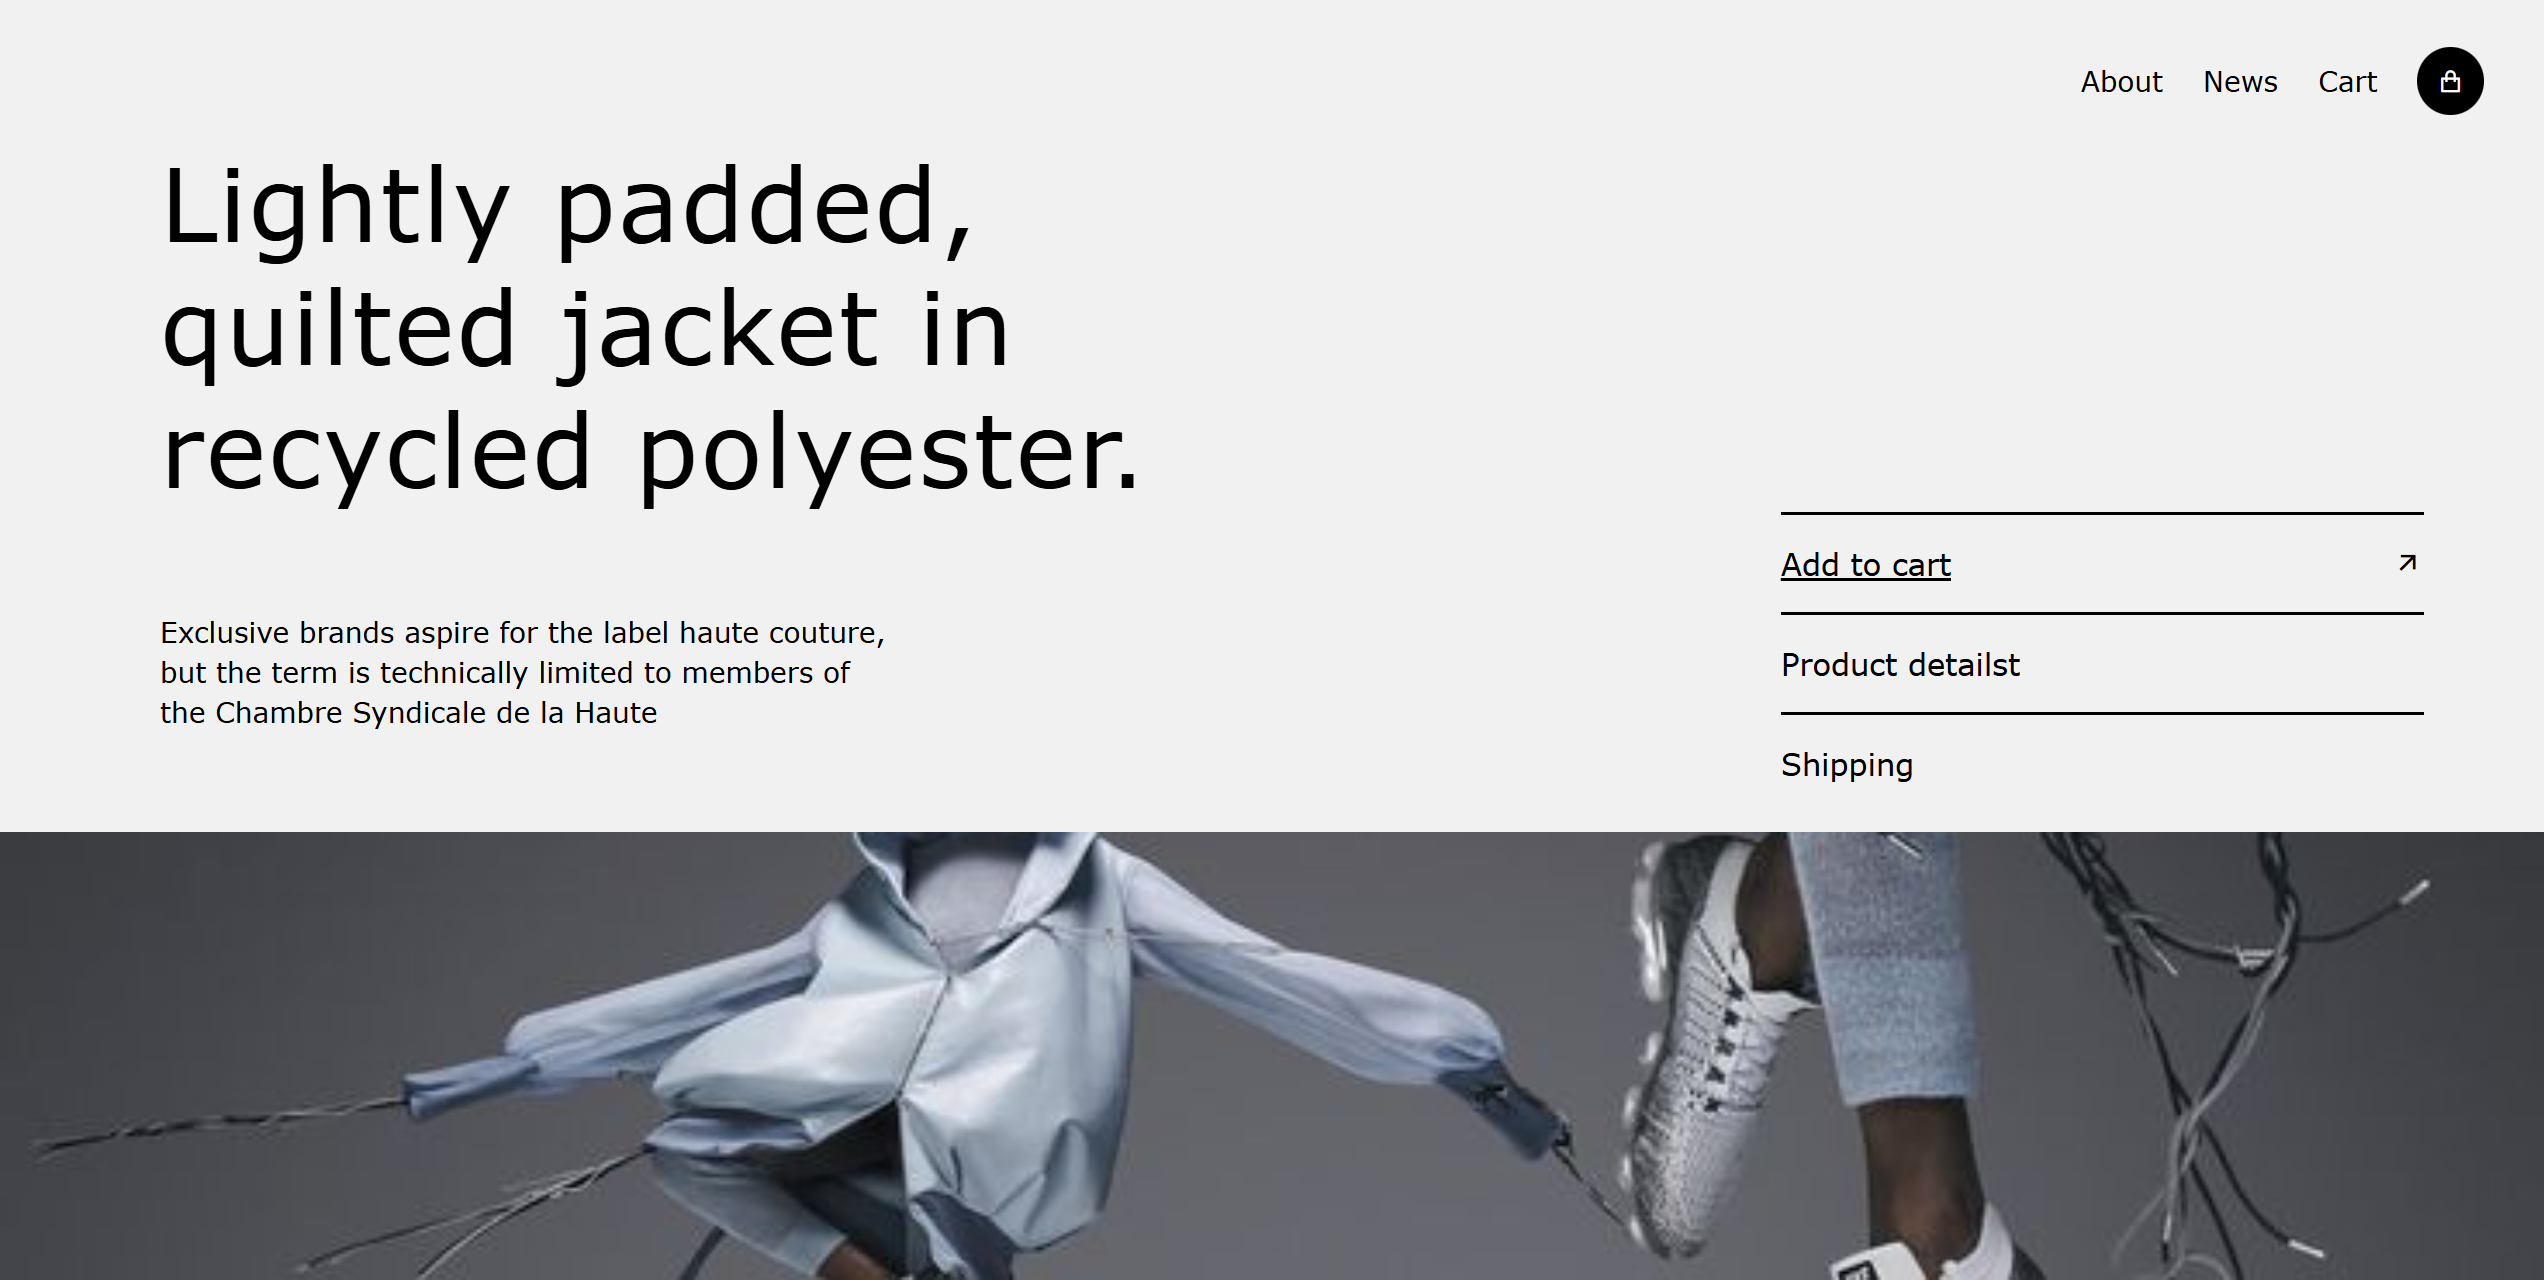 About News Cart
Lightly padded,
quilted jacket in
recycled polyester.
Exclusive brands aspire for the label haute couture,
but the term is technically limited to members of
the Chambre Syndicale de la Haute
Add to cart
Product detailst
Shipping